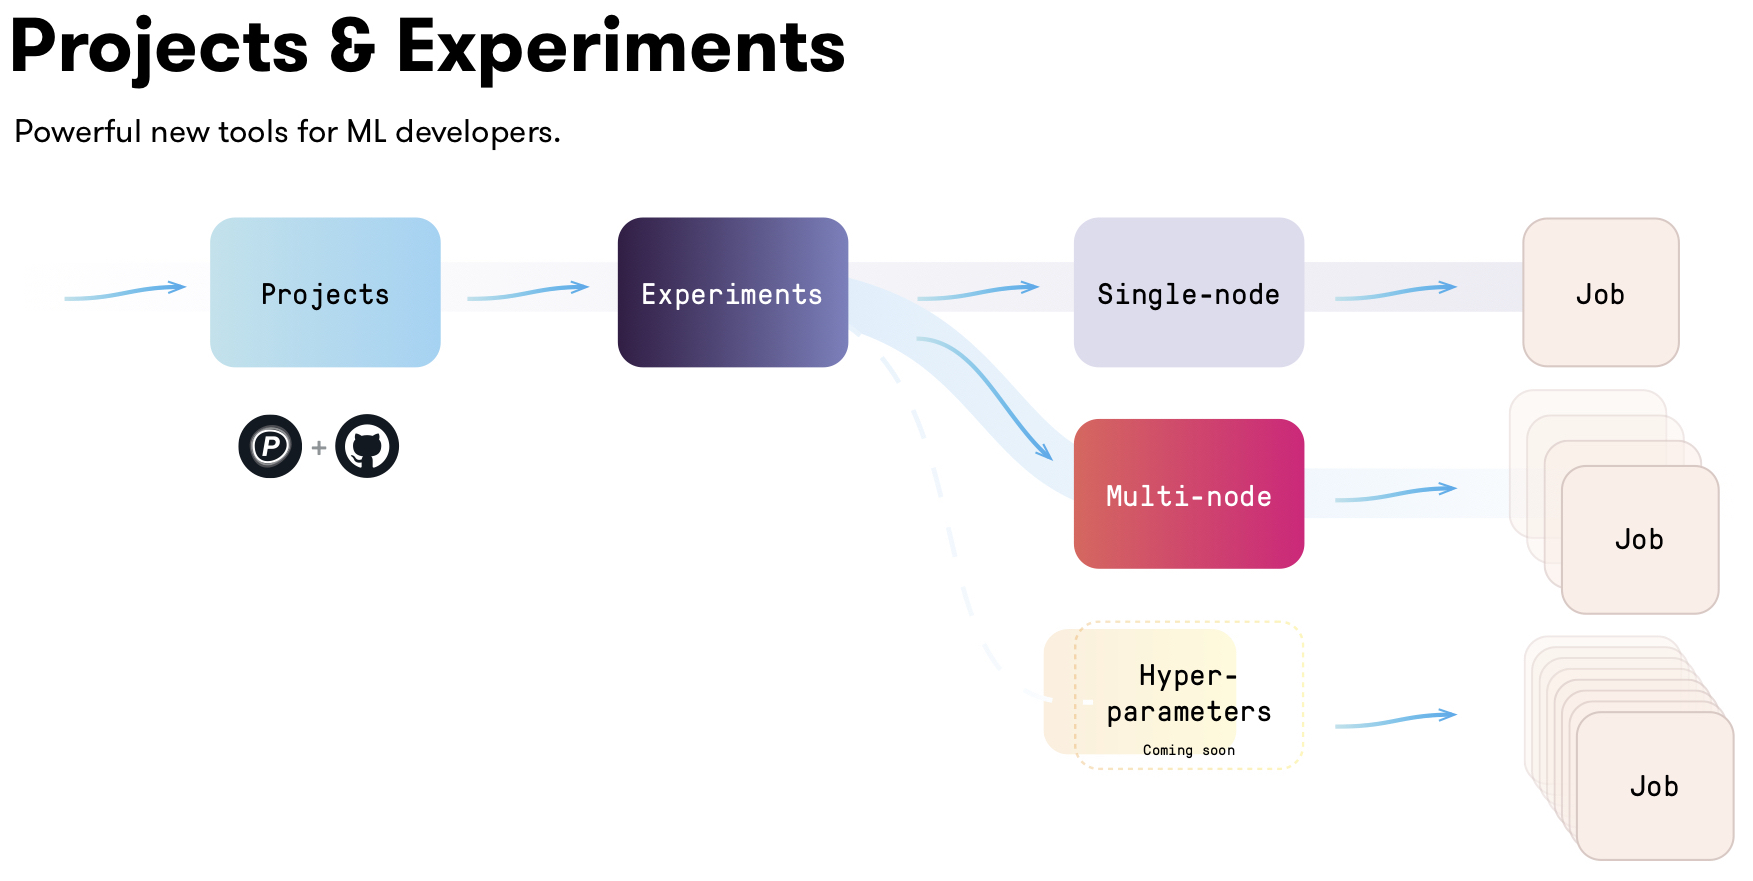 Projects & Experiments
Powerful new tools for ML developers.
Projects
Experiments
Single-node
Job
P
+
Multi-node
Job
Hyper-
parameters
Coming soon
Job